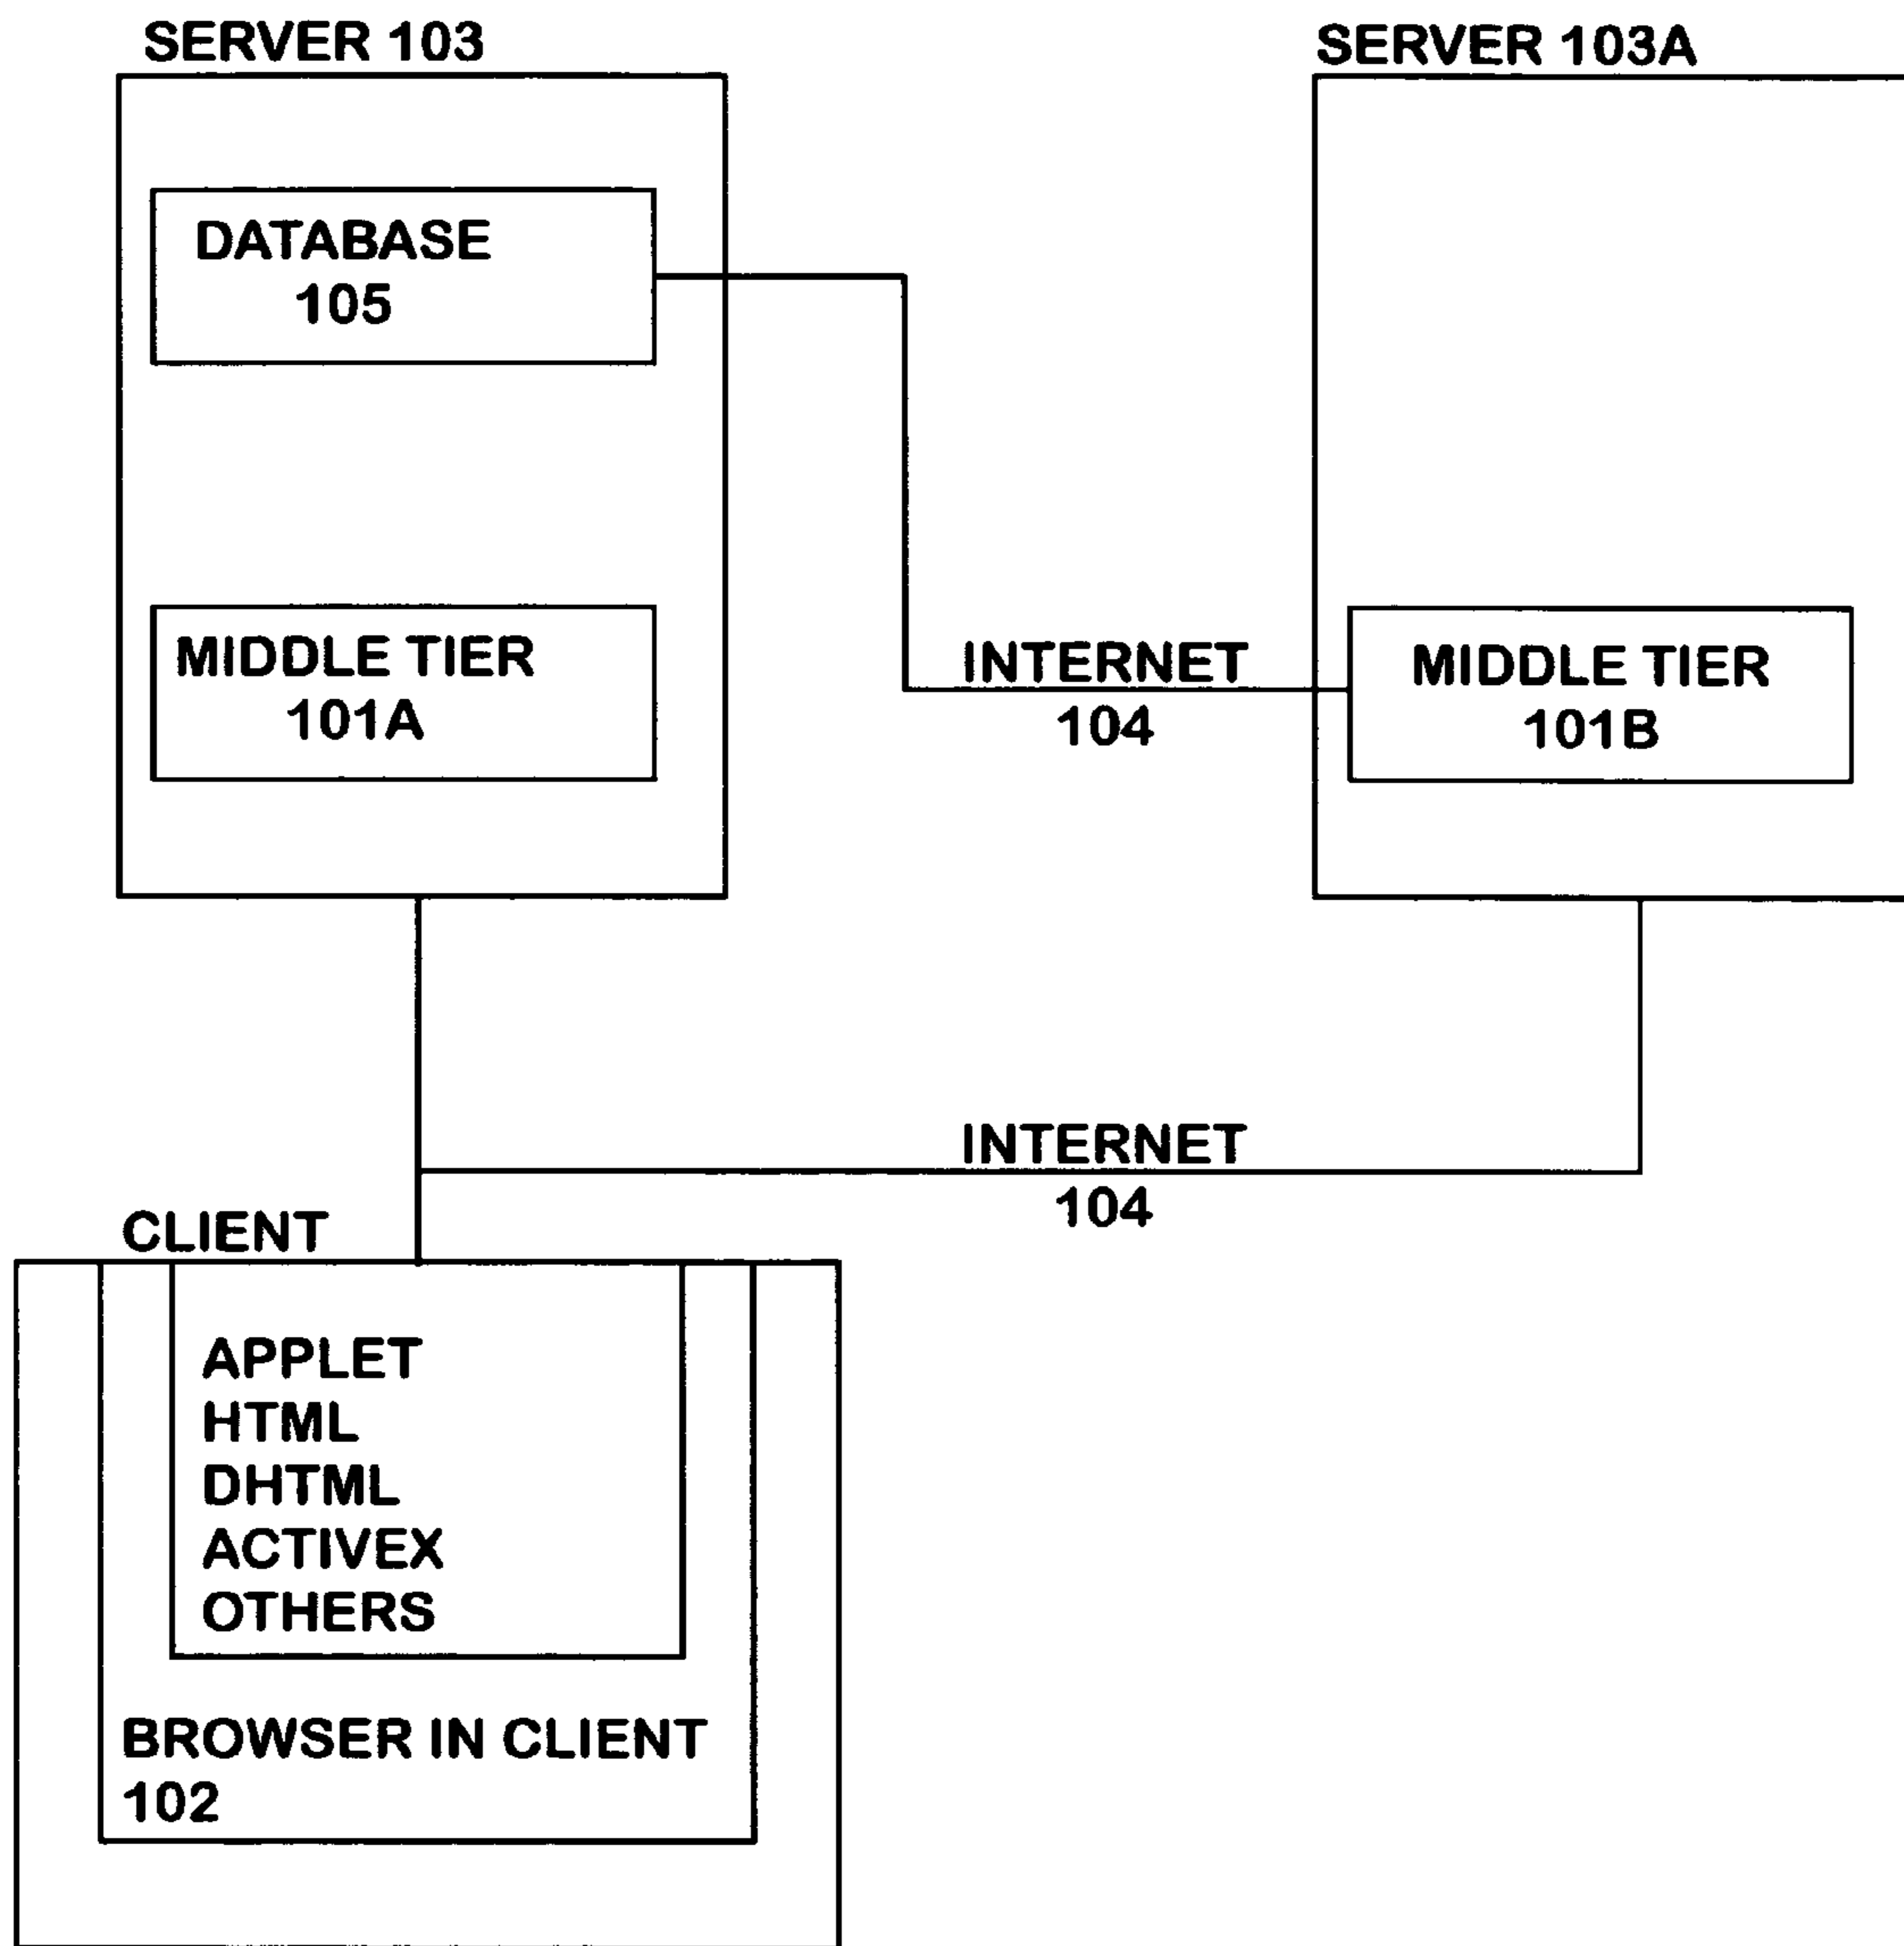 SERVER 103
SERVER 103A
DATABASE
105
MIDDLE TIER
101A
INTERNET
104
MIDDLE TIER
101B
INTERNET
104
CLIENT
APPLET
HTML
DHTML
ACTIVEX
OTHERS
BROWSER IN CLIENT
102